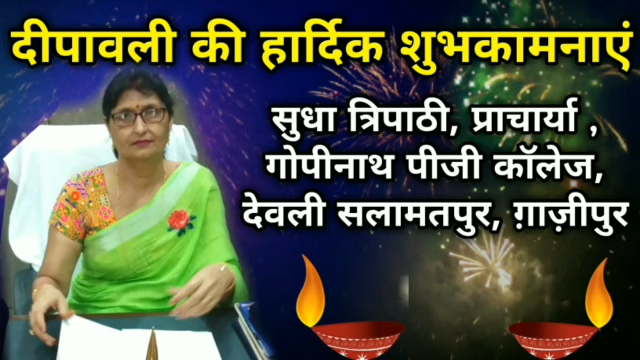 दीपावली की हार्दिक शुभकामनाएं
सुधा त्रिपाठी, प्राचार्या ,
गोपीनाथ पीजी कॉलेज,
देवली सलामतपुर, ग़ाज़ीपुर